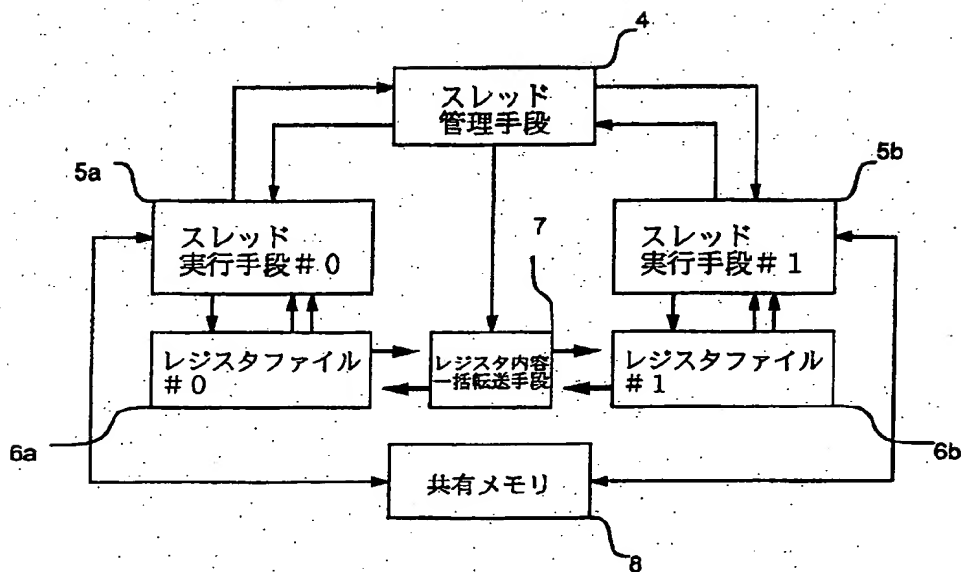 4
スレッド
管理手段
5a
5b
スレッド
実行手段＃0
7
スレッド
実行手段＃1
レジスタファイル
＃0
レジスタ内容
一括転送手段
レジスタファイル
＃1
6a
6b
共有メモリ
8